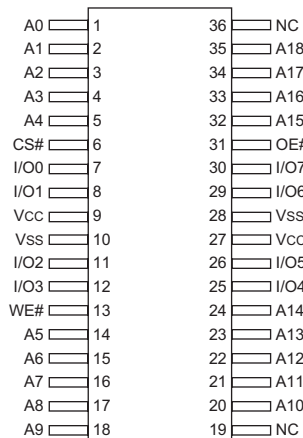 A0 1 36 NC
A1 2 35 A18
A2 3 34 A17
A3 4 33 A16
A4 5 32 A15
CS# 6 31 OE#
I/O0 7 30 I/O7
I/O1 8 29 I/O6
Vcc 9 28 Vss
Vss 10 27 Vcc
I/O2 11 26 I/O5
I/O3 12 25 I/O4
WE# 13 24 A14
A5 14 23 A13
A6 15 22 A12
A7 16 21 A11
A8 17 20 A10
A9 18 19 NC